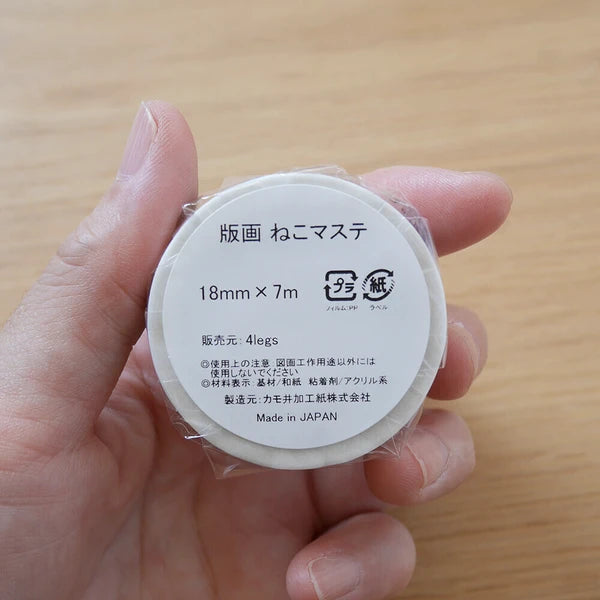 版画 ねこマステ
18mm×7m
プラ 紙
フィルム:PP ラベル
販売元: 4legs
◎使用上の注意:図画工作用途以外には
使用しないでください
◎材料表示: 基材/和紙 粘着剤/アクリル系
製造元: カモ井加工紙株式会社
Made in JAPAN